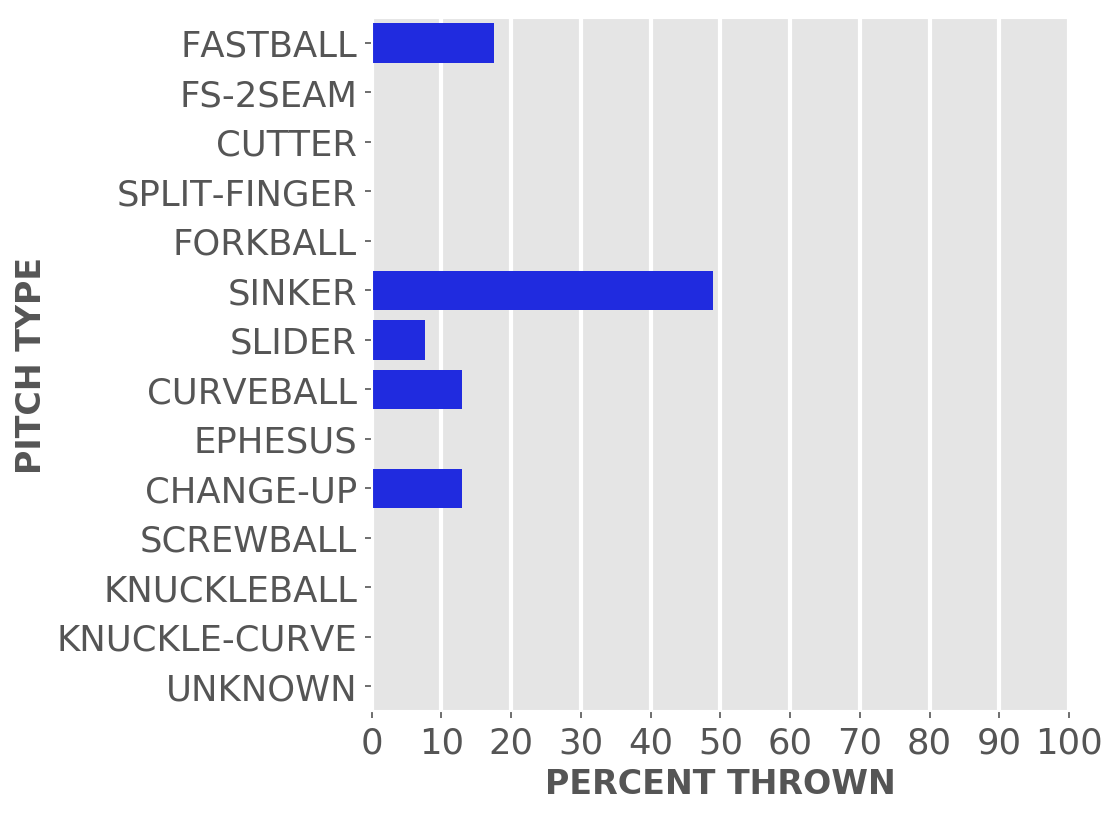 FASTBALL
FS-2SEAM
CUTTER
SPLIT-FINGER
FORKBALL
SINKER
SLIDER
CURVEBALL
EPHESUS
CHANGE-UP
SCREWBALL
KNUCKLEBALL
KNUCKLE-CURVE
UNKNOWN
PITCH TYPE
0 10 20 30 40 50 60 70 80 90 100
PERCENT THROWN